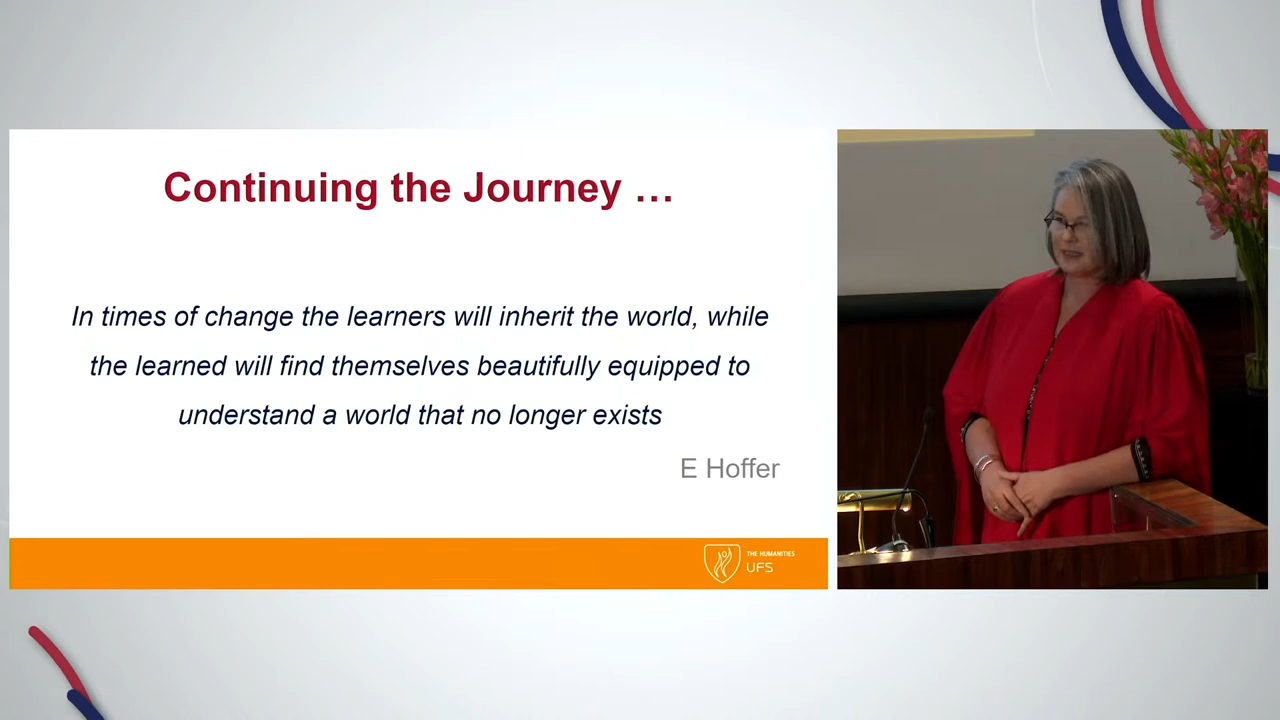 Continuing the Journey ...
In times of change the learners will inherit the world, while
the learned will find themselves beautifully equipped to
understand a world that no longer exists
E Hoffer
THE HUMANITIES
UFS